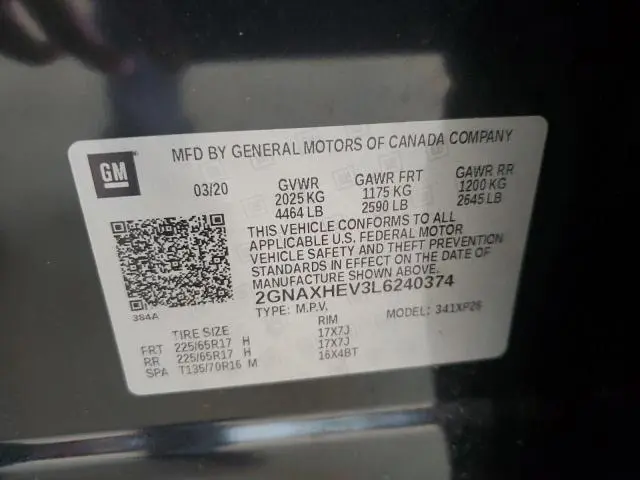 GM
MFD BY GENERAL MOTORS OF CANADA COMPANY
03/20
GVWR
2025 KG
4464 LB
GAWR FRT
1175 KG
2590 LB
GAWR RR
1200 KG
2645 LB
THIS VEHICLE CONFORMS TO ALL
APPLICABLE U.S. FEDERAL MOTOR
VEHICLE SAFETY AND THEFT PREVENTION
STANDARDS IN EFFECT ON THE DATE OF
MANUFACTURE SHOWN ABOVE.
2GNAXHEV3L6240374
TYPE: M.P.V.
MODEL: 341XP26
384A
TIRE SIZE RIM
FRT 225/65R17 H 17X7J
RR 225/65R17 H 17X7J
SPA T135/70R16 M 16X4BT